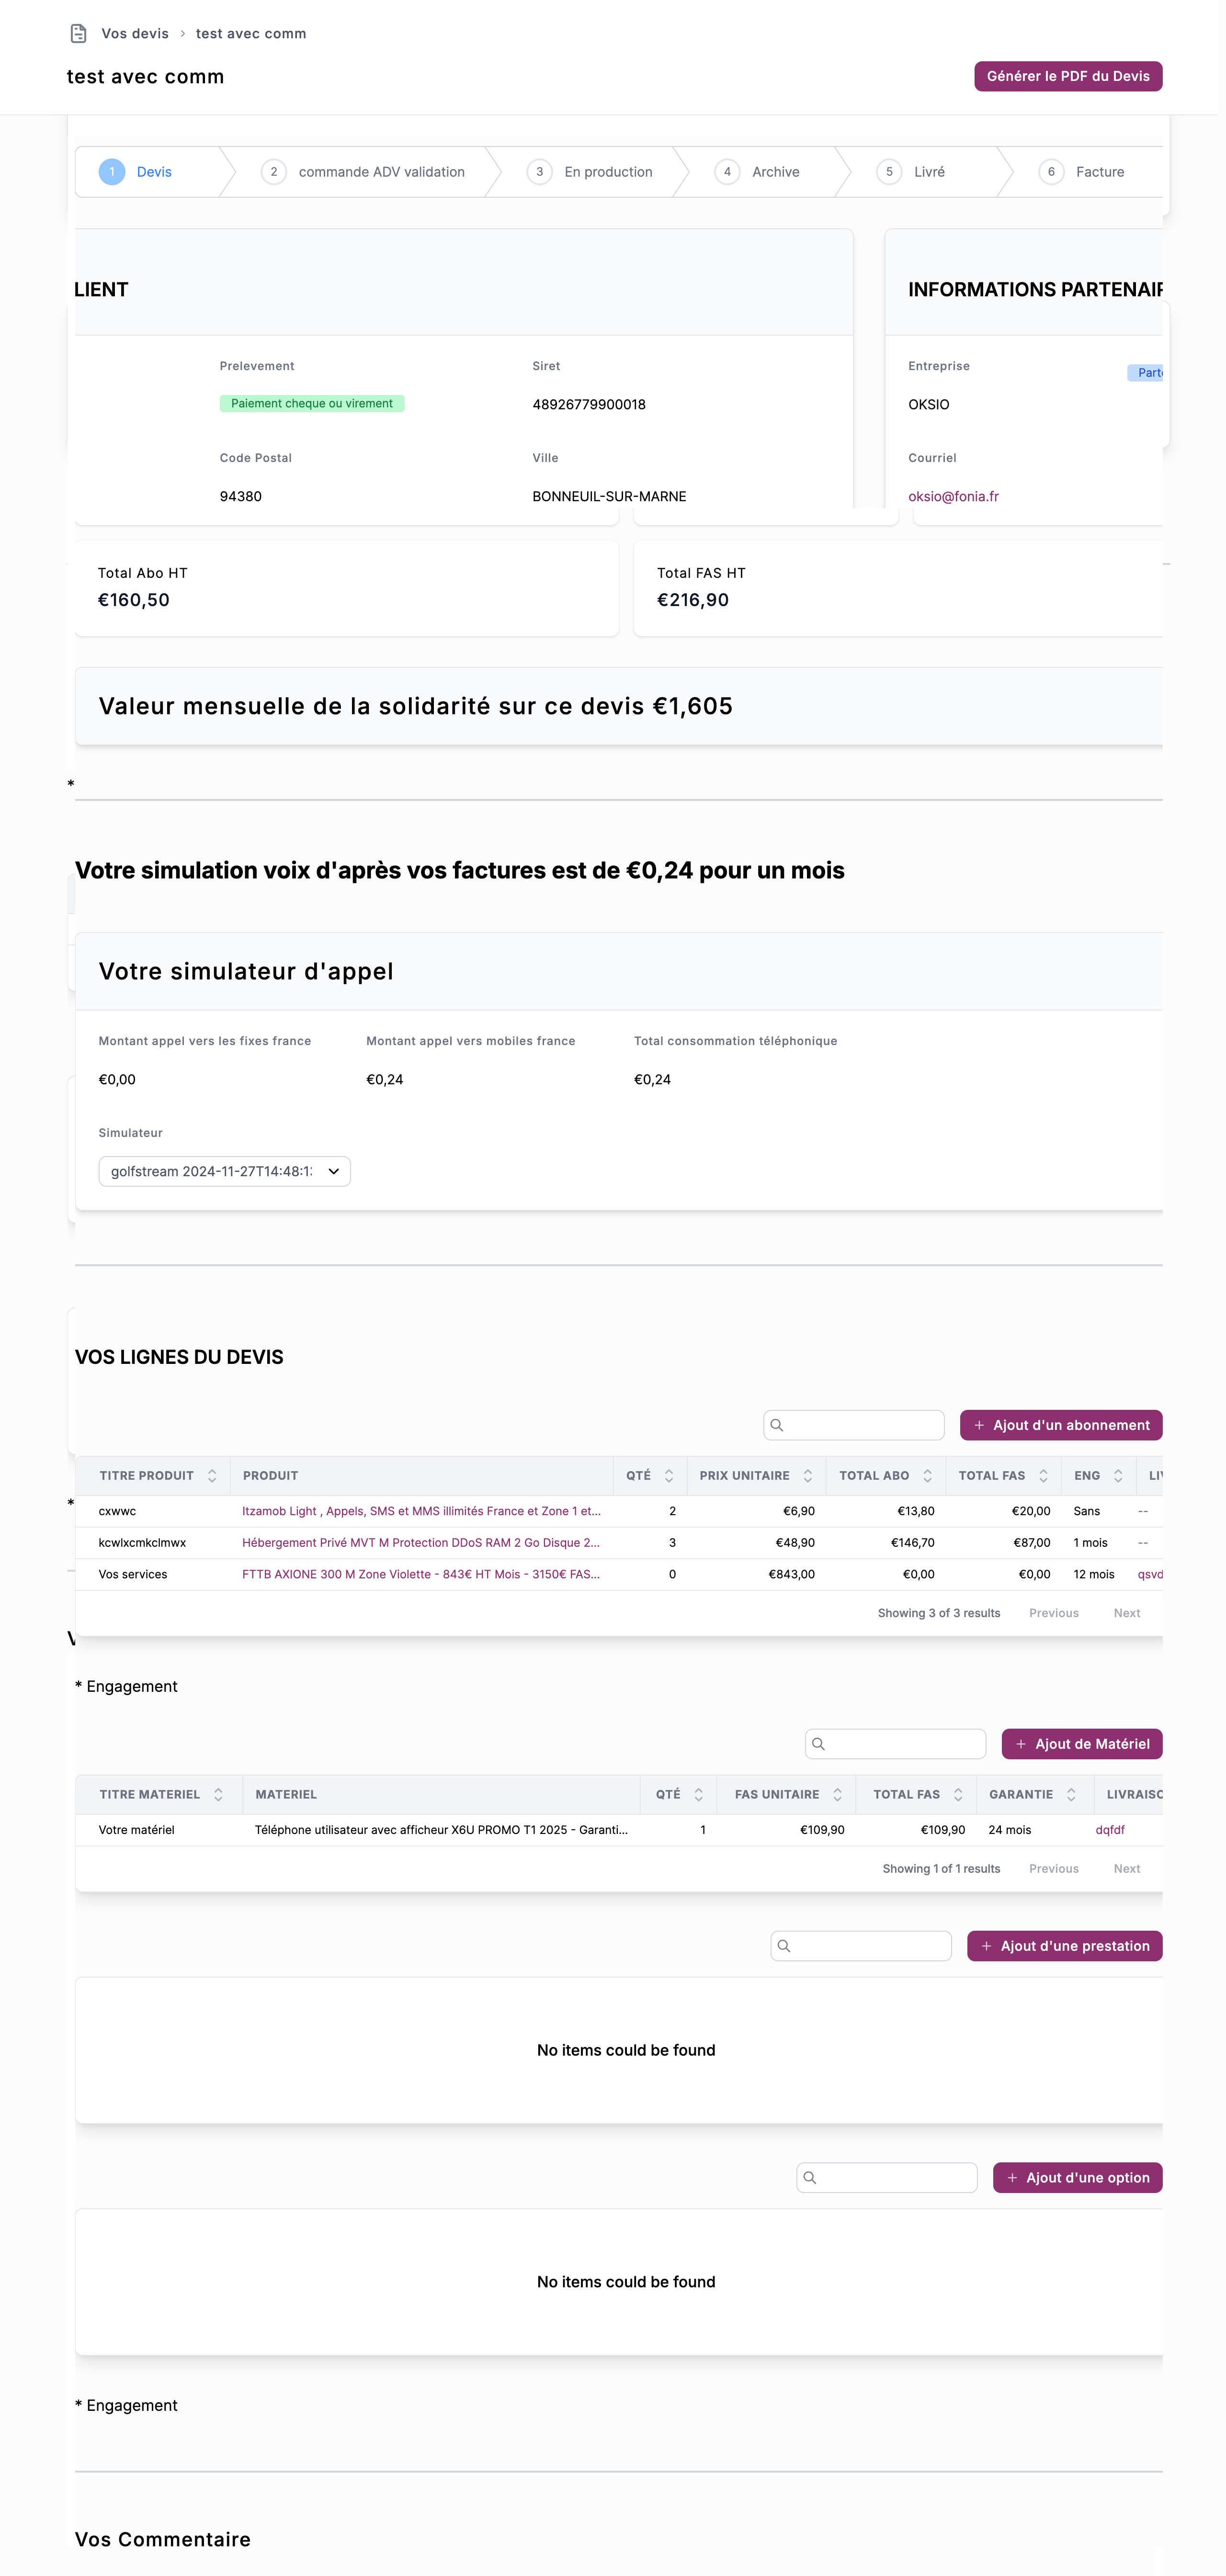 Vos devis › test avec comm
test avec comm
Générer le PDF du Devis
1 Devis 2 commande ADV validation 3 En production 4 Archive 5 Livré 6 Facture
LIENT
INFORMATIONS PARTENAIR
Prelevement Siret
Paiement cheque ou virement 48926779900018
Code Postal Ville
94380 BONNEUIL-SUR-MARNE
Entreprise
Parte
OKSIO
Courriel
oksio@fonia.fr
Total Abo HT
€160,50
Total FAS HT
€216,90
Valeur mensuelle de la solidarité sur ce devis €1,605
*
Votre simulation voix d'après vos factures est de €0,24 pour un mois
Votre simulateur d'appel
Montant appel vers les fixes france Montant appel vers mobiles france Total consommation téléphonique
€0,00 €0,24 €0,24
Simulateur
golfstream 2024-11-27T14:48:1
VOS LIGNES DU DEVIS
+ Ajout d'un abonnement
TITRE PRODUIT PRODUIT QTÉ PRIX UNITAIRE TOTAL ABO TOTAL FAS ENG LIV
cxwwc Itzamob Light , Appels, SMS et MMS illimités France et Zone 1 et... 2 €6,90 €13,80 €20,00 Sans --
kcwlxcmkclmwx Hébergement Privé MVT M Protection DDoS RAM 2 Go Disque 2... 3 €48,90 €146,70 €87,00 1 mois --
Vos services FTTB AXIONE 300 M Zone Violette - 843€ HT Mois - 3150€ FAS... 0 €843,00 €0,00 €0,00 12 mois qsvd
Showing 3 of 3 results Previous Next
* Engagement
+ Ajout de Matériel
TITRE MATERIEL MATERIEL QTÉ FAS UNITAIRE TOTAL FAS GARANTIE LIVRAISO
Votre matériel Téléphone utilisateur avec afficheur X6U PROMO T1 2025 - Garanti... 1 €109,90 €109,90 24 mois dqfdf
Showing 1 of 1 results Previous Next
+ Ajout d'une prestation
No items could be found
+ Ajout d'une option
No items could be found
* Engagement
Vos Commentaire